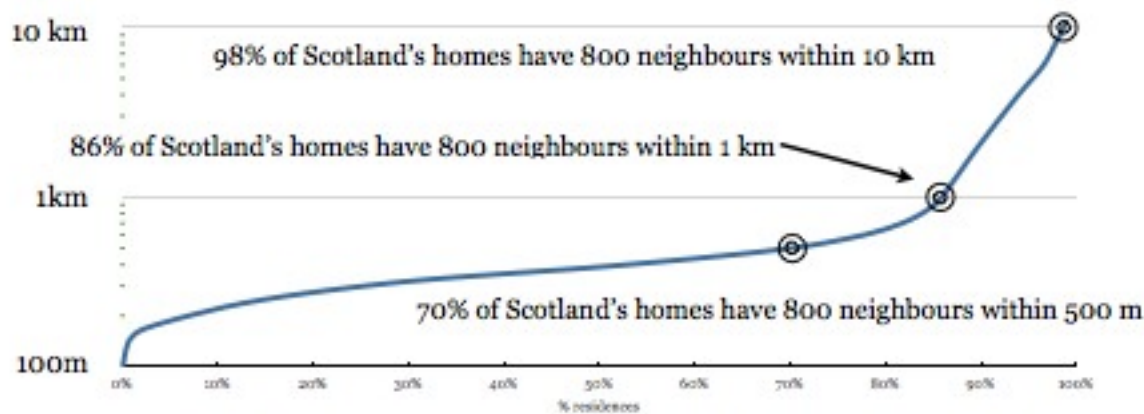 10 km
98% of Scotland's homes have 800 neighbours within 10 km
86% of Scotland's homes have 800 neighbours within 1 km
1km
70% of Scotland's homes have 800 neighbours within 500 m
100m
0% 10% 20% 30% 40% 50% 60% 70% 80% 90% 100%
% residences